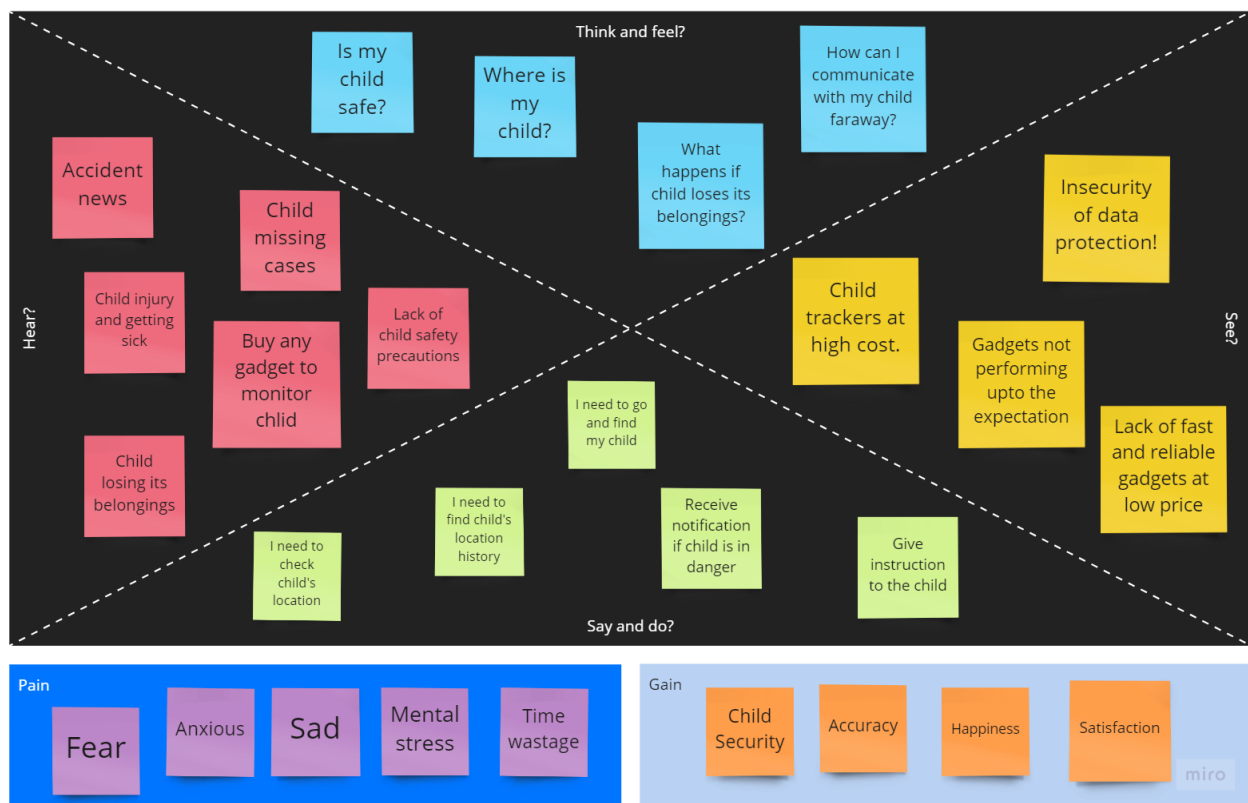 Think and feel?
Is my
child
safe?
Where is
my
child?
What
happens if
child loses its
belongings?
How can I
communicate
with my child
faraway?
Hear?
Accident
news
Child
missing
cases
Child injury
and getting
sick
Buy any
gadget to
monitor
chlid
Lack of
child safety
precautions
Child
losing its
belongings
See?
Insecurity
of data
protection!
Child
trackers at
high cost.
Gadgets not
performing
upto the
expectation
Lack of fast
and reliable
gadgets at
low price
I need to go
and find
my child
I need to
find child's
location
history
I need to
check
child's
location
Receive
notification
if child is in
danger
Give
instruction
to the child
Say and do?
Pain
Fear
Anxious
Sad
Mental
stress
Time
wastage
Gain
Child
Security
Accuracy
Happiness
Satisfaction
miro